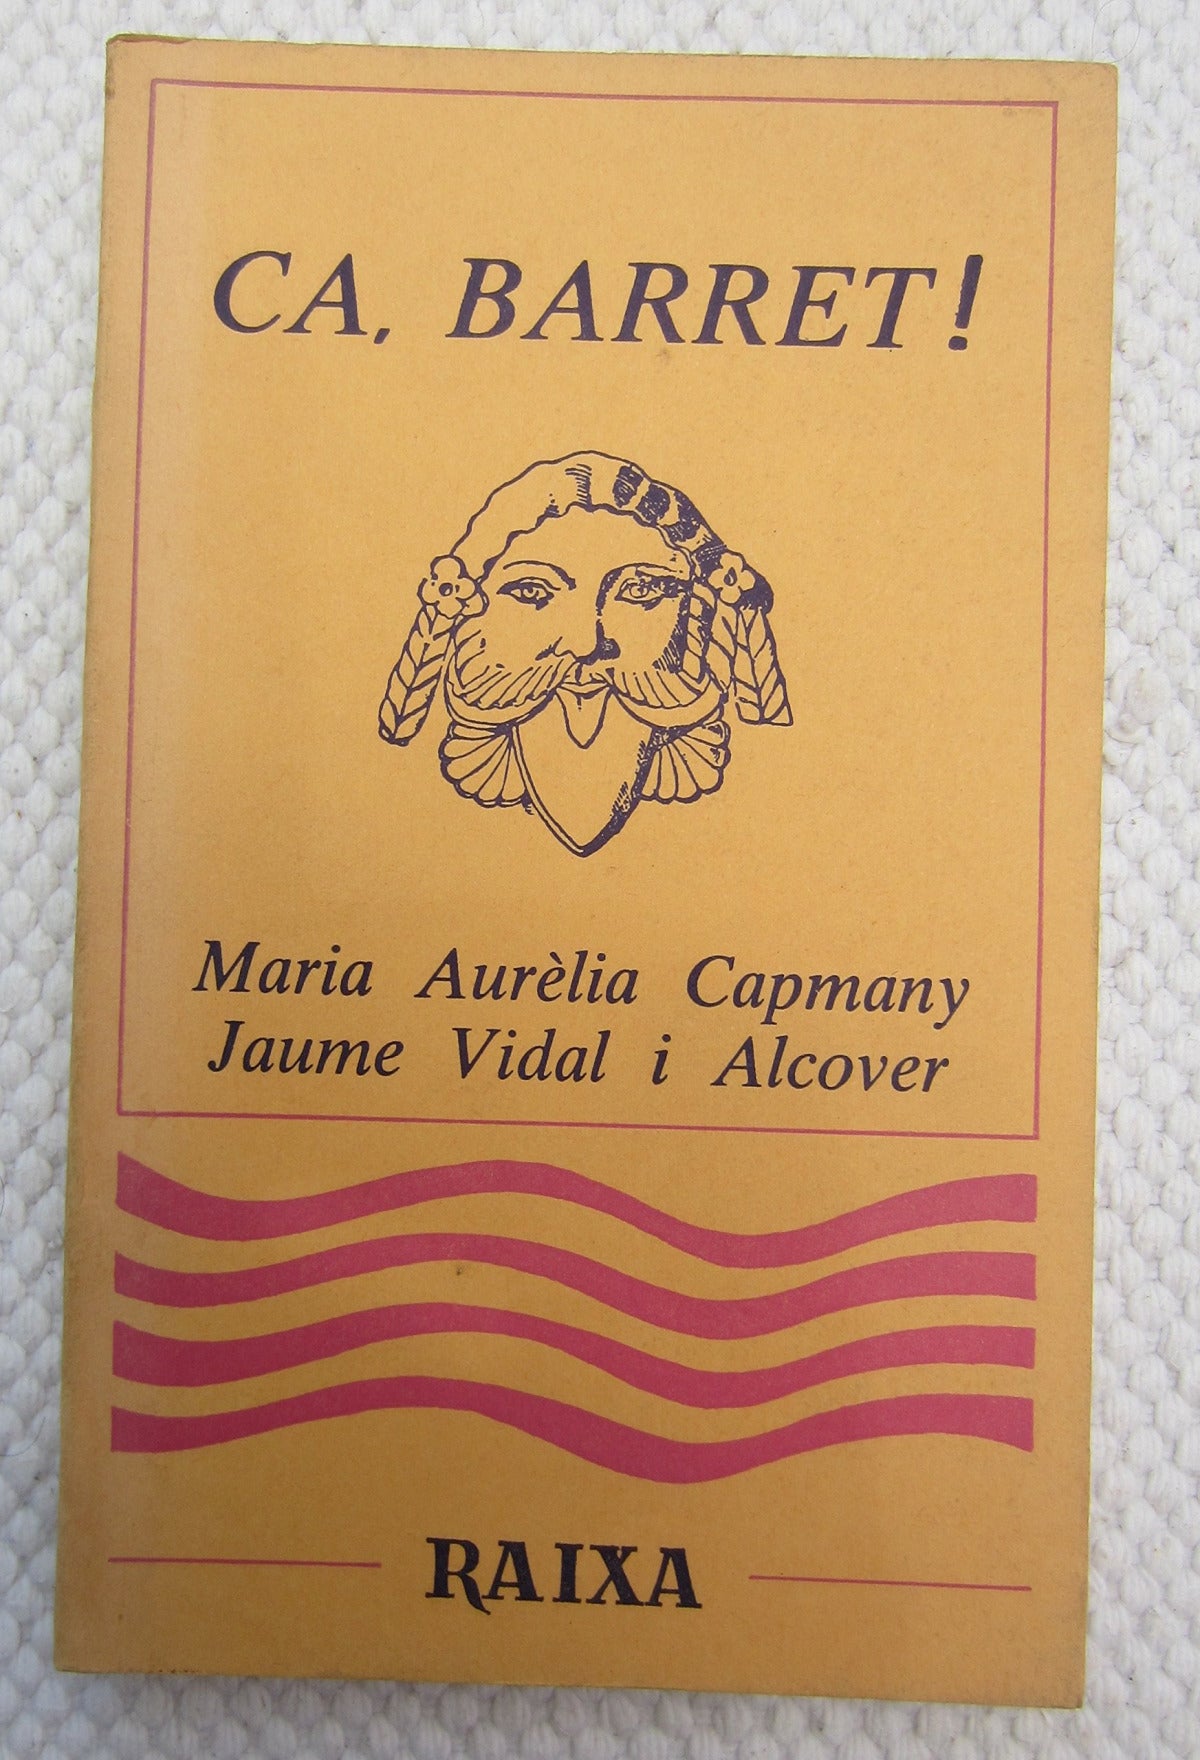 CA, BARRET!
Maria Aurèlia Capmany
Jaume Vidal i Alcover
RAIXA